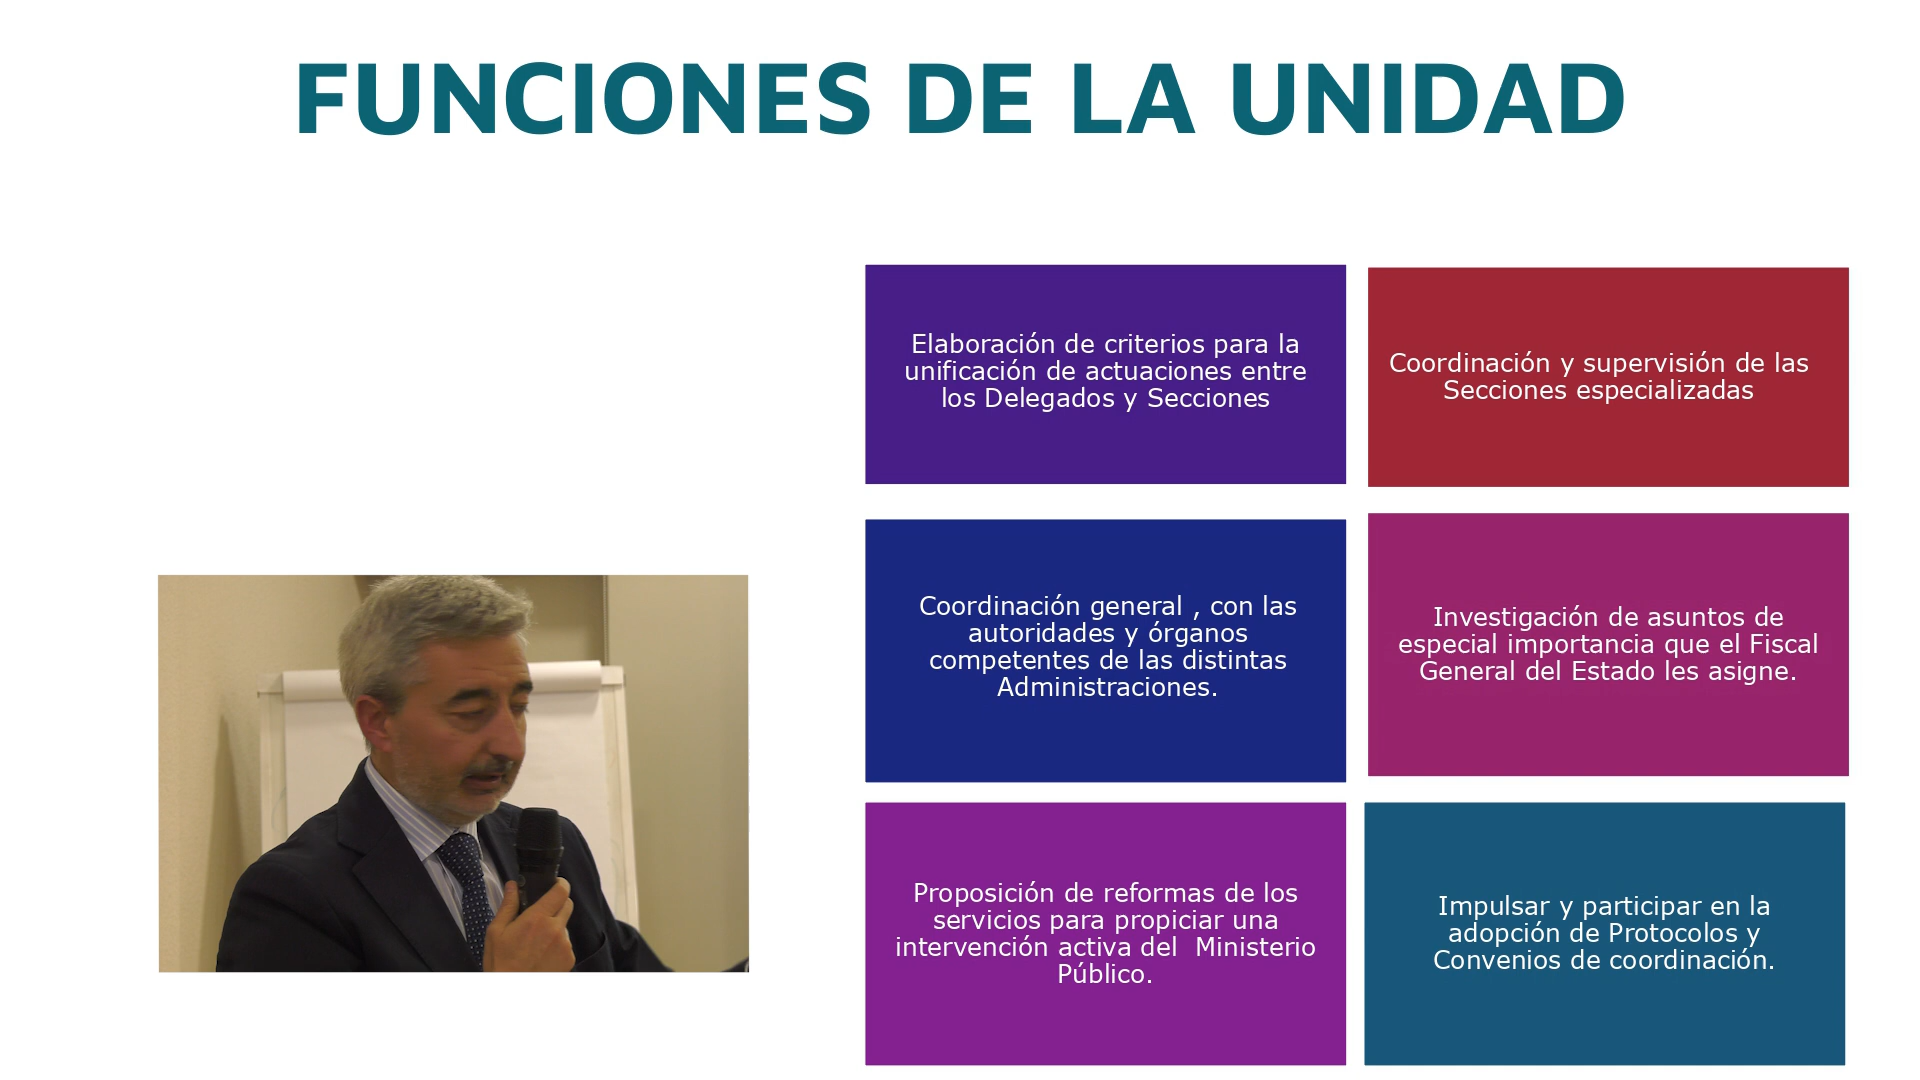 FUNCIONES DE LA UNIDAD
Elaboración de criterios para la
unificación de actuaciones entre
los Delegados y Secciones
Coordinación y supervisión de las
Secciones especializadas
Coordinación general , con las
autoridades y órganos
competentes de las distintas
Administraciones.
Investigación de asuntos de
especial importancia que el Fiscal
General del Estado les asigne.
Proposición de reformas de los
servicios para propiciar una
intervención activa del  Ministerio
Público.
Impulsar y participar en la
adopción de Protocolos y
Convenios de coordinación.